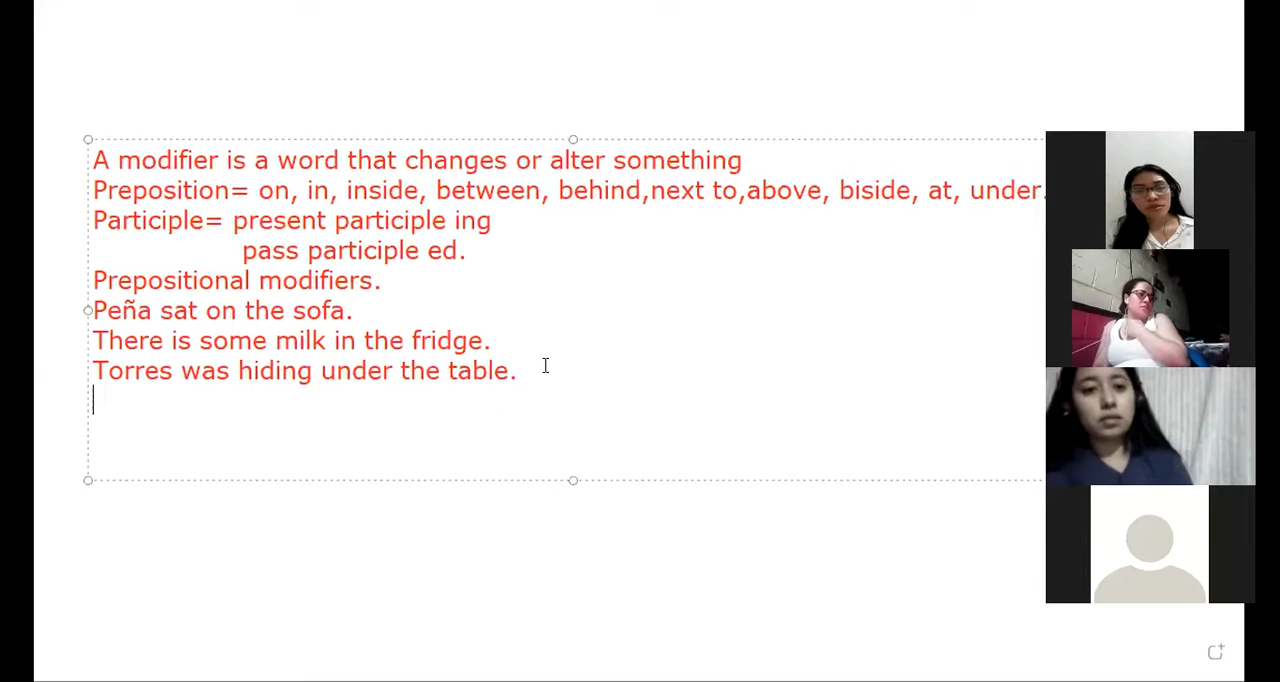 A modifier is a word that changes or alter something
Preposition= on, in, inside, between, behind,next to,above, biside, at, under.
Participle= present participle ing
pass participle ed.
Prepositional modifiers.
Peña sat on the sofa.
There is some milk in the fridge.
Torres was hiding under the table.